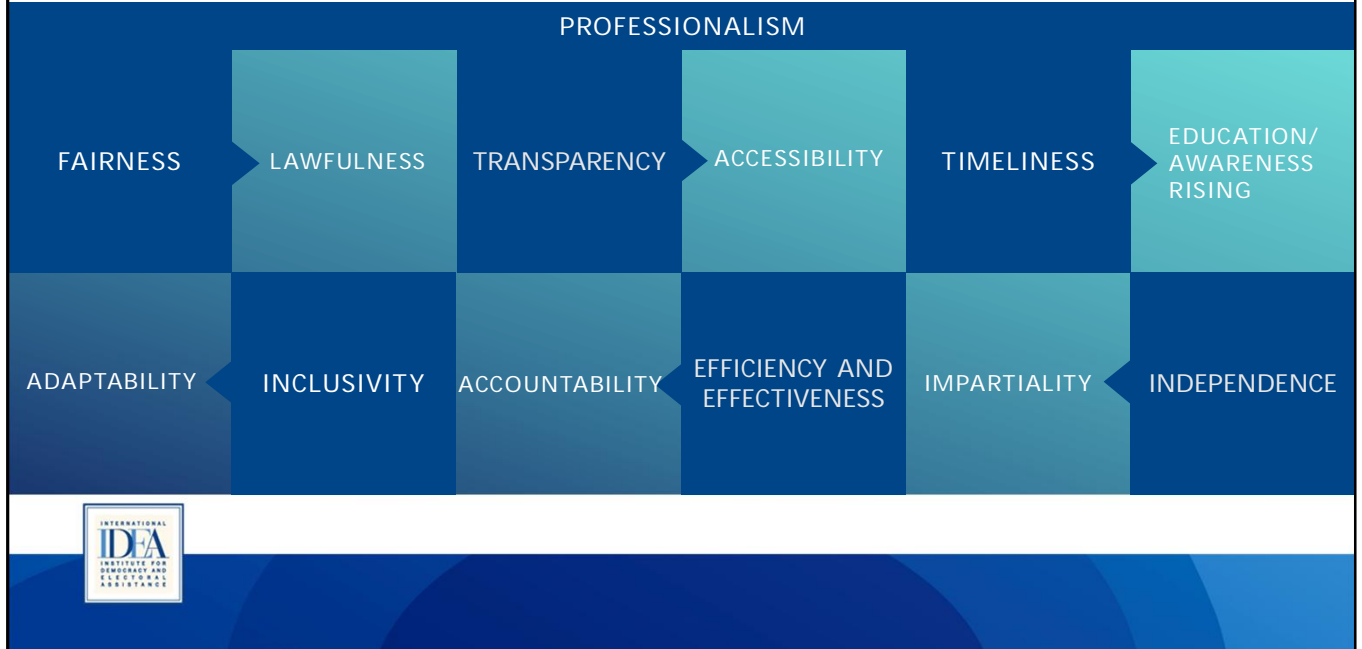 PROFESSIONALISM
FAIRNESS
LAWFULNESS
TRANSPARENCY
ACCESSIBILITY
TIMELINESS
EDUCATION/
AWARENESS
RISING
ADAPTABILITY
INCLUSIVITY
ACCOUNTABILITY
EFFICIENCY AND
EFFECTIVENESS
IMPARTIALITY
INDEPENDENCE
INTERNATIONAL
IDEA
INSTITUTE FOR
DEMOCRACY AND
ELECTORAL
ASSISTANCE